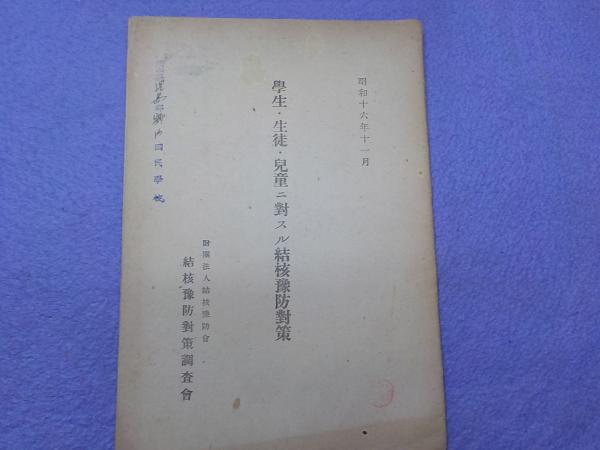 昭和十六年十一月
學生・生徒・兒童ニ對スル結核豫防對策
財團法人結核豫防會
結核豫防對策調査會
國民學校